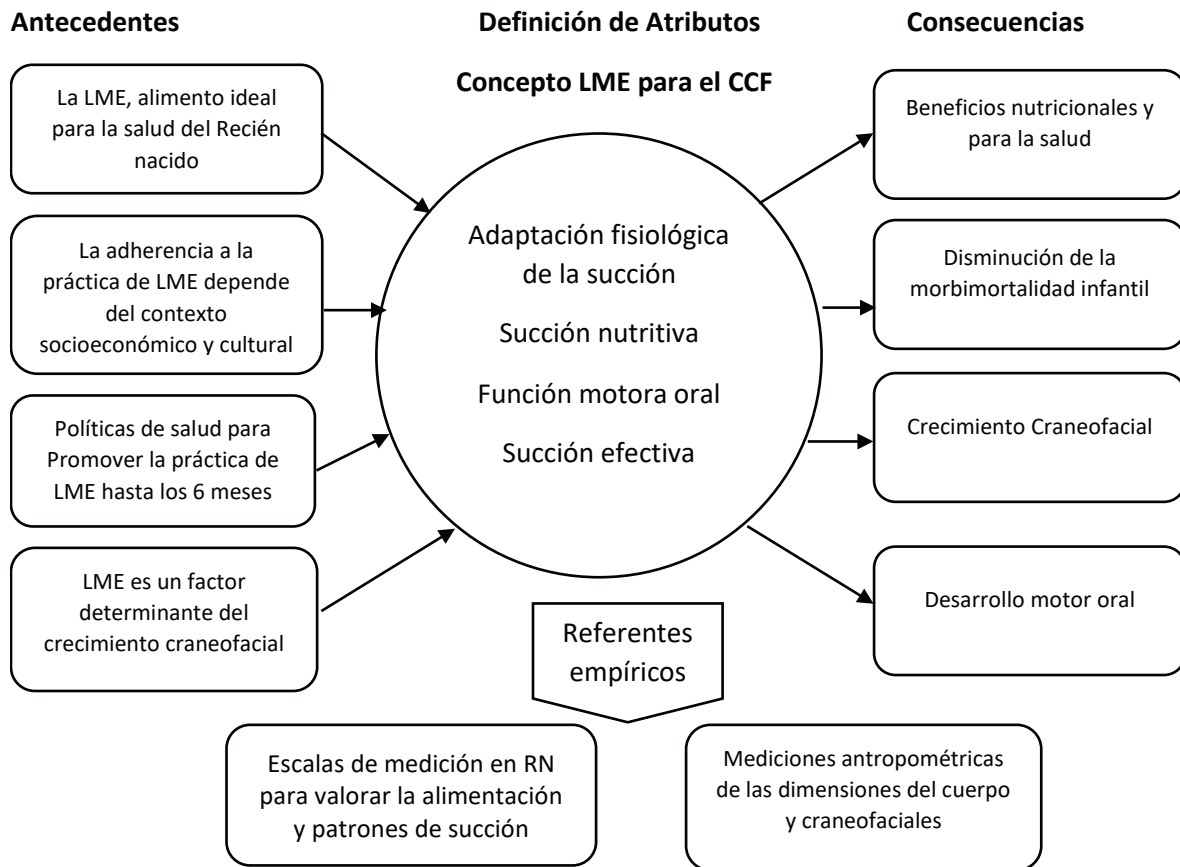 Antecedentes
Definición de Atributos
Consecuencias
Concepto LME para el CCF
La LME, alimento ideal
para la salud del Recién
nacido
La adherencia a la
práctica de LME depende
del contexto
socioeconómico y cultural
Políticas de salud para
Promover la práctica de
LME hasta los 6 meses
LME es un factor
determinante del
crecimiento craneofacial
Adaptación fisiológica
de la succión
Succión nutritiva
Función motora oral
Succión efectiva
Beneficios nutricionales y
para la salud
Disminución de la
morbimortalidad infantil
Crecimiento Craneofacial
Desarrollo motor oral
Referentes
empíricos
Escalas de medición en RN
para valorar la alimentación
y patrones de succión
Mediciones antropométricas
de las dimensiones del cuerpo
y craneofaciales